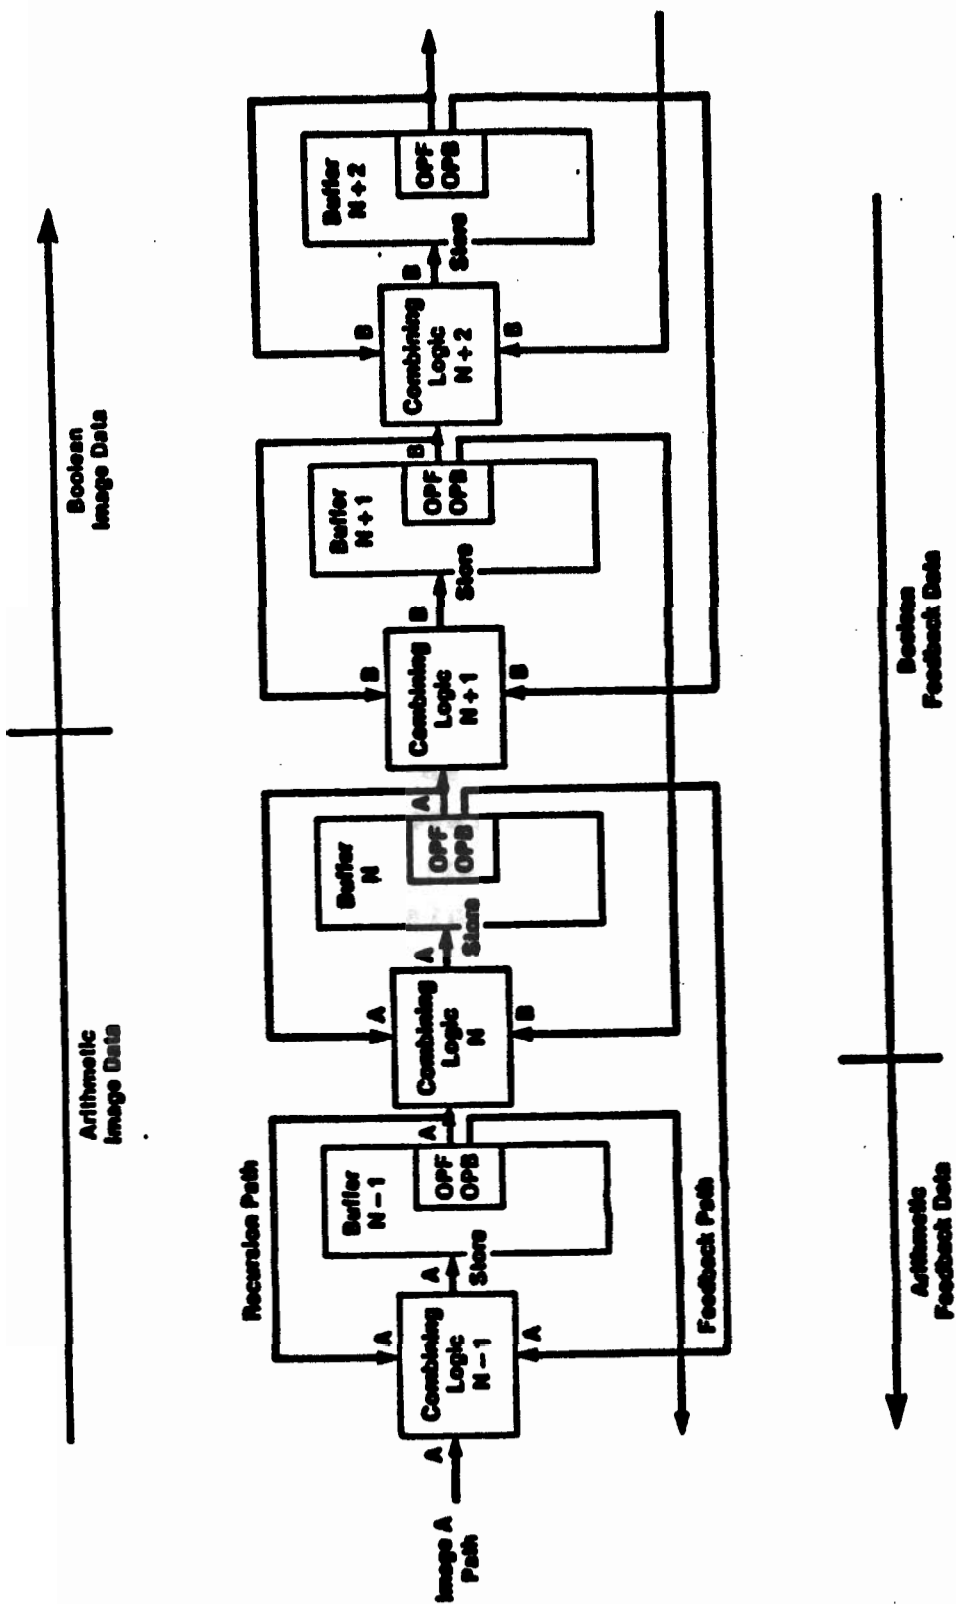 Arithmetic
Image Data
Boolean
Image Data
Recursion Path
Image A
Path
A
Combining
Logic
N - 1
A
A
A
Store
Buffer
N - 1
OPF
OPB
A
Combining
Logic
N
A
B
A
Store
Buffer
N
OPF
OPB
A
Combining
Logic
N + 1
B
B
B
Store
Buffer
N + 1
OPF
OPB
B
Combining
Logic
N + 2
B
B
B
Store
Buffer
N + 2
OPF
OPB
Feedback Path
Arithmetic
Feedback Data
Boolean
Feedback Data